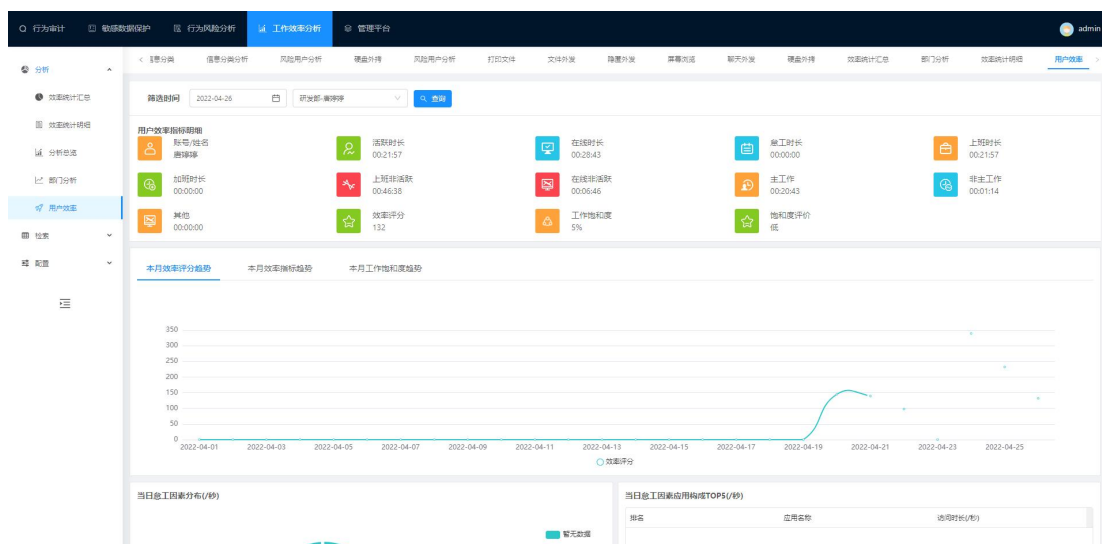 行为审计 敏感数据保护 行为风险分析 工作效率分析 管理平台 admin
分析
效率统计汇总
效率统计明细
分析总览
部门分析
用户效率
检索
配置
信息分类分析 风险用户分析 硬盘外拷 风险用户分析 打印文件 文件外发 隐匿外发 屏幕浏览 聊天外发 硬盘外拷 效率统计汇总 部门分析 效率统计明细 用户效率
筛选时间 2022-04-26 研发部-唐婷婷 查询
用户效率指标明细
账号/姓名 活跃时长 在线时长 怠工时长 上班时长
唐婷婷 00:21:57 00:28:43 00:00:00 00:21:57
加班时长 上班非活跃 在线非活跃 主工作 非主工作
00:00:00 00:46:38 00:06:46 00:20:43 00:01:14
其他 效率评分 工作饱和度 饱和度评价
00:00:00 132 5% 低
本月效率评分趋势 本月效率指标趋势 本月工作饱和度趋势
350
300
250
200
150
100
50
0
2022-04-01 2022-04-03 2022-04-05 2022-04-07 2022-04-09 2022-04-11 2022-04-13 2022-04-15 2022-04-17 2022-04-19 2022-04-21 2022-04-23 2022-04-25
效率评分
当日怠工因素分布(/秒) 当日怠工因素应用构成TOP5(/秒)
暂无数据
排名 应用名称 访问时长(/秒)